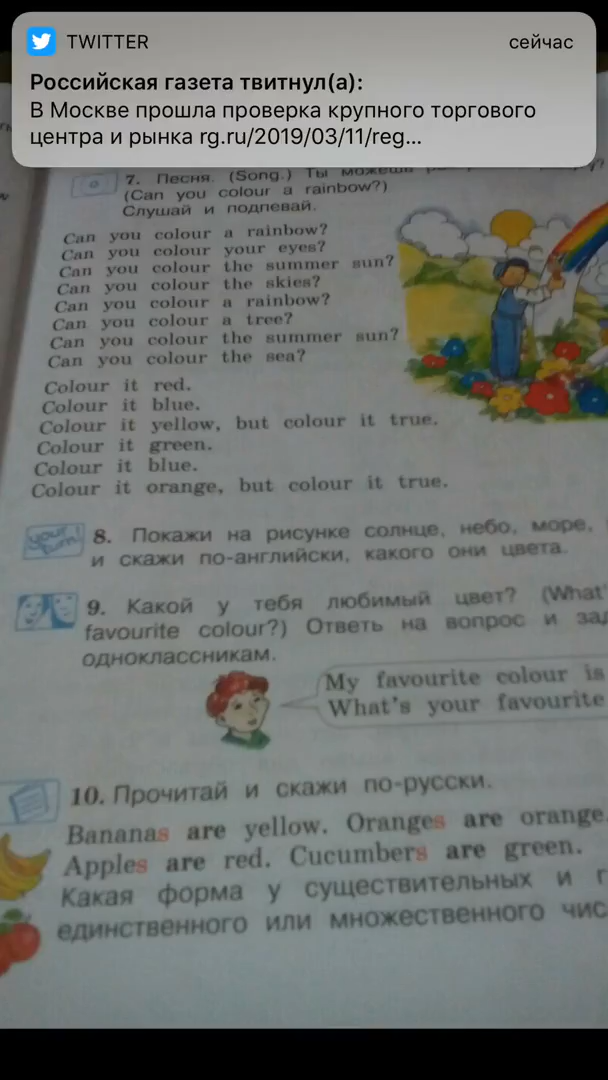 TWITTER
сейчас
Российская газета твитнул(а):
В Москве прошла проверка крупного торгового
центра и рынка rg.ru/2019/03/11/reg...
7. Песня. (Song.) Ты можешь
(Can you colour a rainbow?)
Слушай и подпевай.
Can you colour a rainbow?
Can you colour your eyes?
Can you colour the summer sun?
Can you colour the skies?
Can you colour a rainbow?
Can you colour a tree?
Can you colour the summer sun?
Can you colour the sea?
Colour it red.
Colour it blue.
Colour it yellow, but colour it true.
Colour it green.
Colour it blue.
Colour it orange, but colour it true.
your turn!
8. Покажи на рисунке солнце, небо, море,
и скажи по-английски, какого они цвета.
9. Какой у тебя любимый цвет? (What'
favourite colour?) Ответь на вопрос и зад
одноклассникам.
My favourite colour is
What's your favourite
10. Прочитай и скажи по-русски.
Bananas are yellow. Oranges are orange.
Apples are red. Cucumbers are green.
Какая форма у существительных и г
единственного или множественного чис